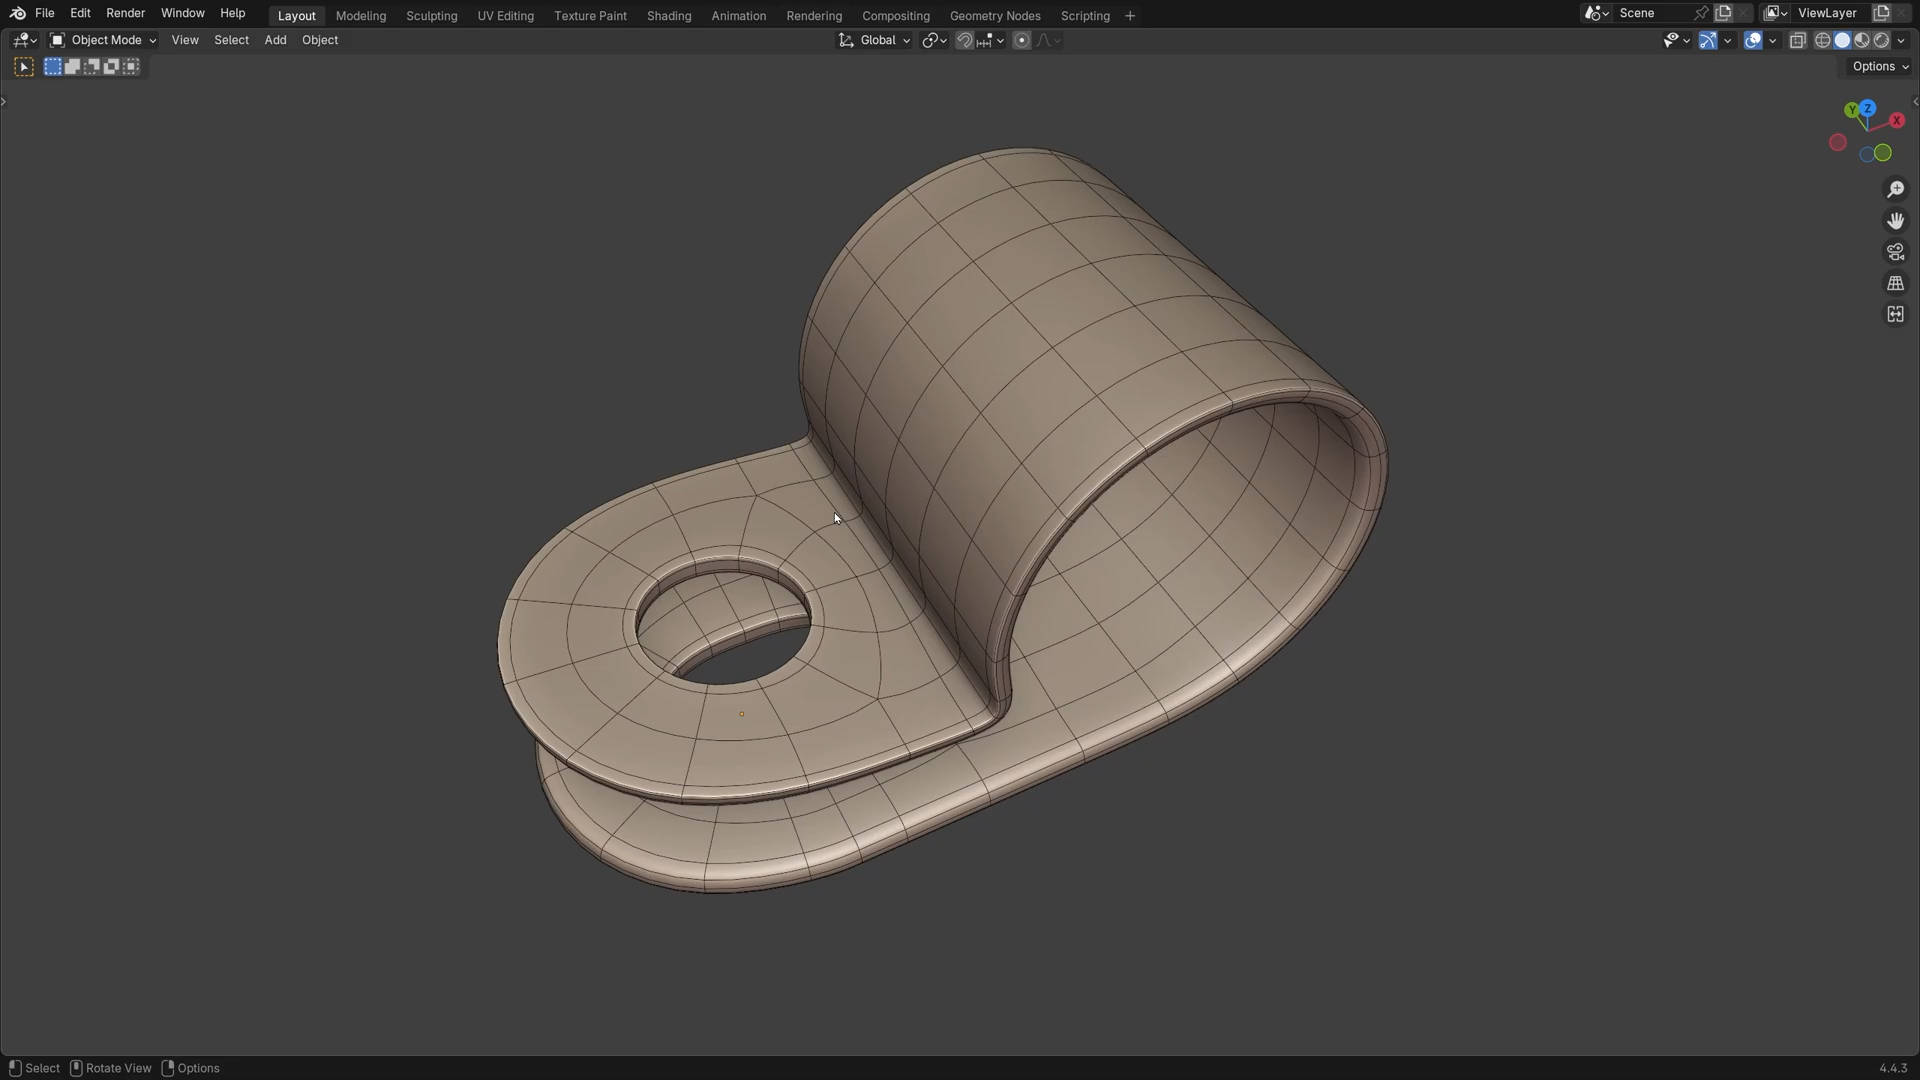 File Edit Render Window Help Layout Modeling Sculpting UV Editing Texture Paint Shading Animation Rendering Compositing Geometry Nodes Scripting + Scene ViewLayer
Object Mode View Select Add Object Global
Options
Y Z X
Select Rotate View Options 4.4.3